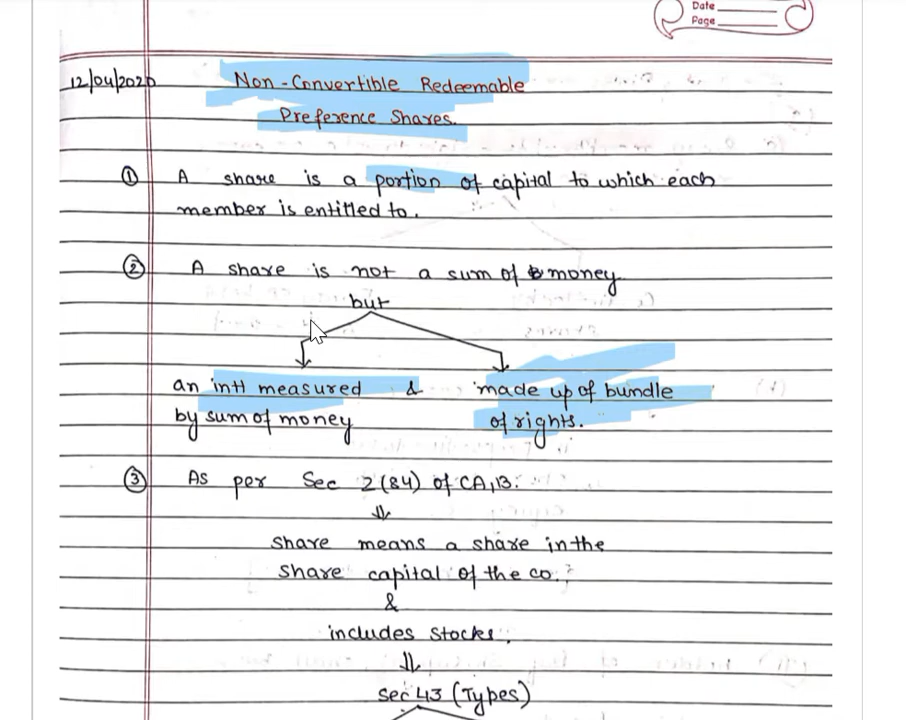 Date
Page
12/04/2020
Non-Convertible Redeemable
Preference Shares.
① A share is a portion of capital to which each
member is entitled to.
② A share is not a sum of money
but
an intt measured & made up of bundle
by sum of money of rights.
③ As per Sec 2(84) of CA,13:
share means a share in the
share capital of the co.
&
includes stocks.
Sec 43 (Types)